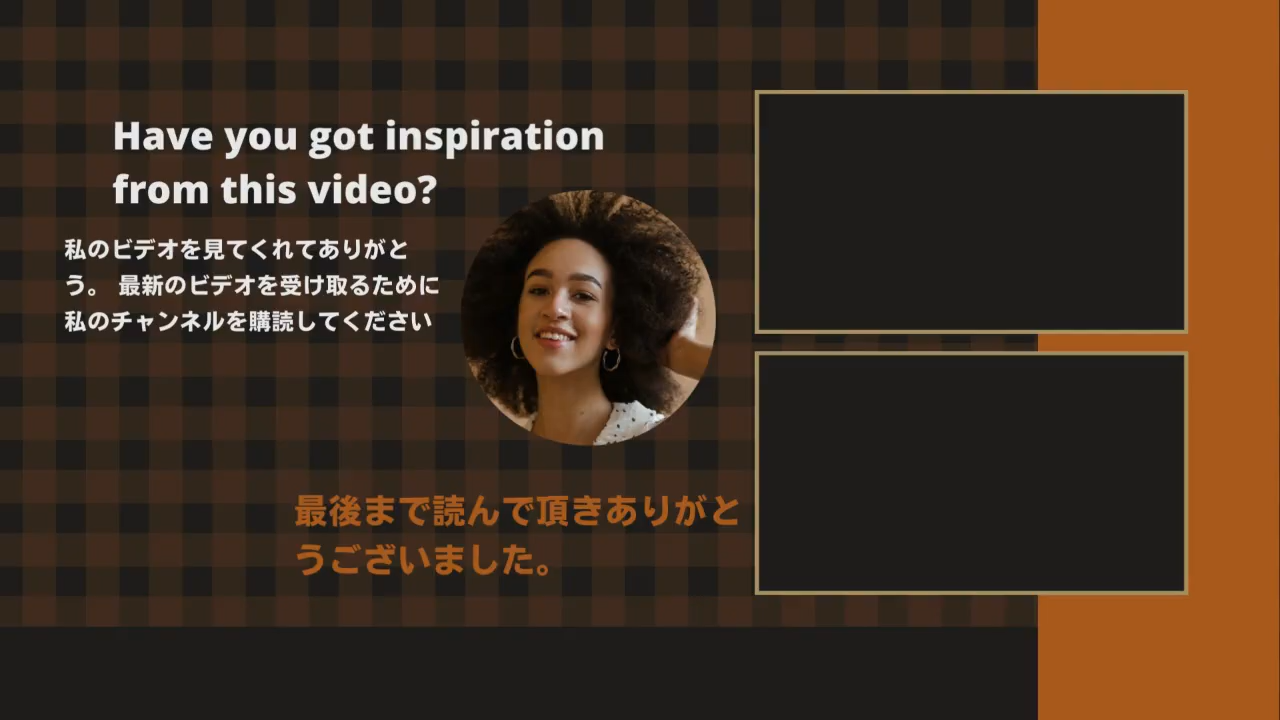 Have you got inspiration
from this video?
私のビデオを見てくれてありがと
う。 最新のビデオを受け取るために
私のチャンネルを購読してください
最後まで読んで頂きありがと
うございました。